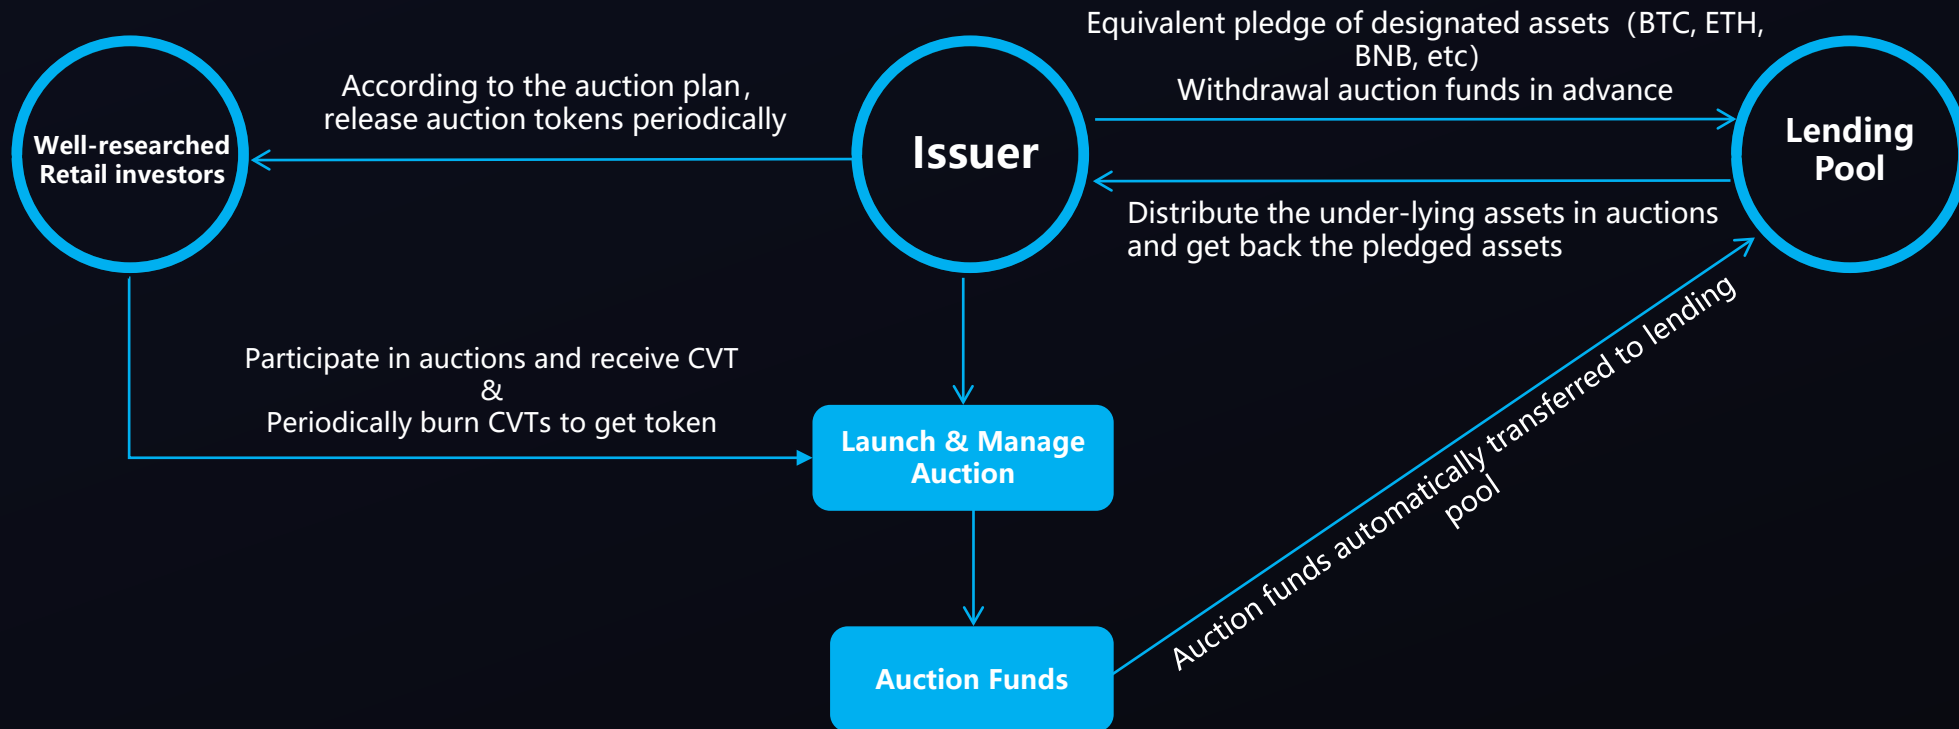 Well-researched
Retail investors
According to the auction plan，
release auction tokens periodically
Issuer
Equivalent pledge of designated assets（BTC, ETH,
BNB, etc)
Withdrawal auction funds in advance
Lending
Pool
Distribute the under-lying assets in auctions
and get back the pledged assets
Participate in auctions and receive CVT
&
Periodically burn CVTs to get token
Launch & Manage
Auction
Auction funds automatically transferred to lending
pool
Auction Funds